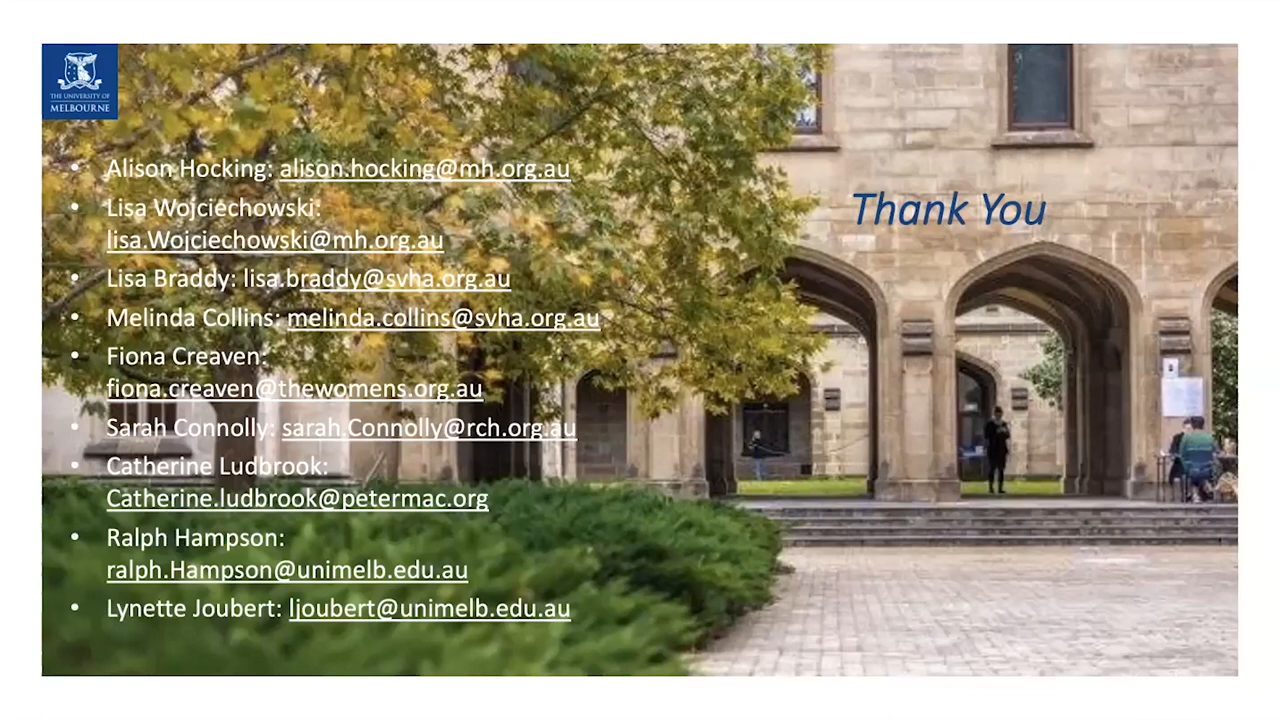 THE UNIVERSITY OF
MELBOURNE
• Alison Hocking: alison.hocking@mh.org.au
• Lisa Wojciechowski:
lisa.Wojciechowski@mh.org.au
• Lisa Braddy: lisa.braddy@svha.org.au
• Melinda Collins: melinda.collins@svha.org.au
• Fiona Creaven:
fiona.creaven@thewomens.org.au
• Sarah Connolly: sarah.Connolly@rch.org.au
• Catherine Ludbrook:
Catherine.ludbrook@petermac.org
• Ralph Hampson:
ralph.Hampson@unimelb.edu.au
• Lynette Joubert: ljoubert@unimelb.edu.au
Thank You